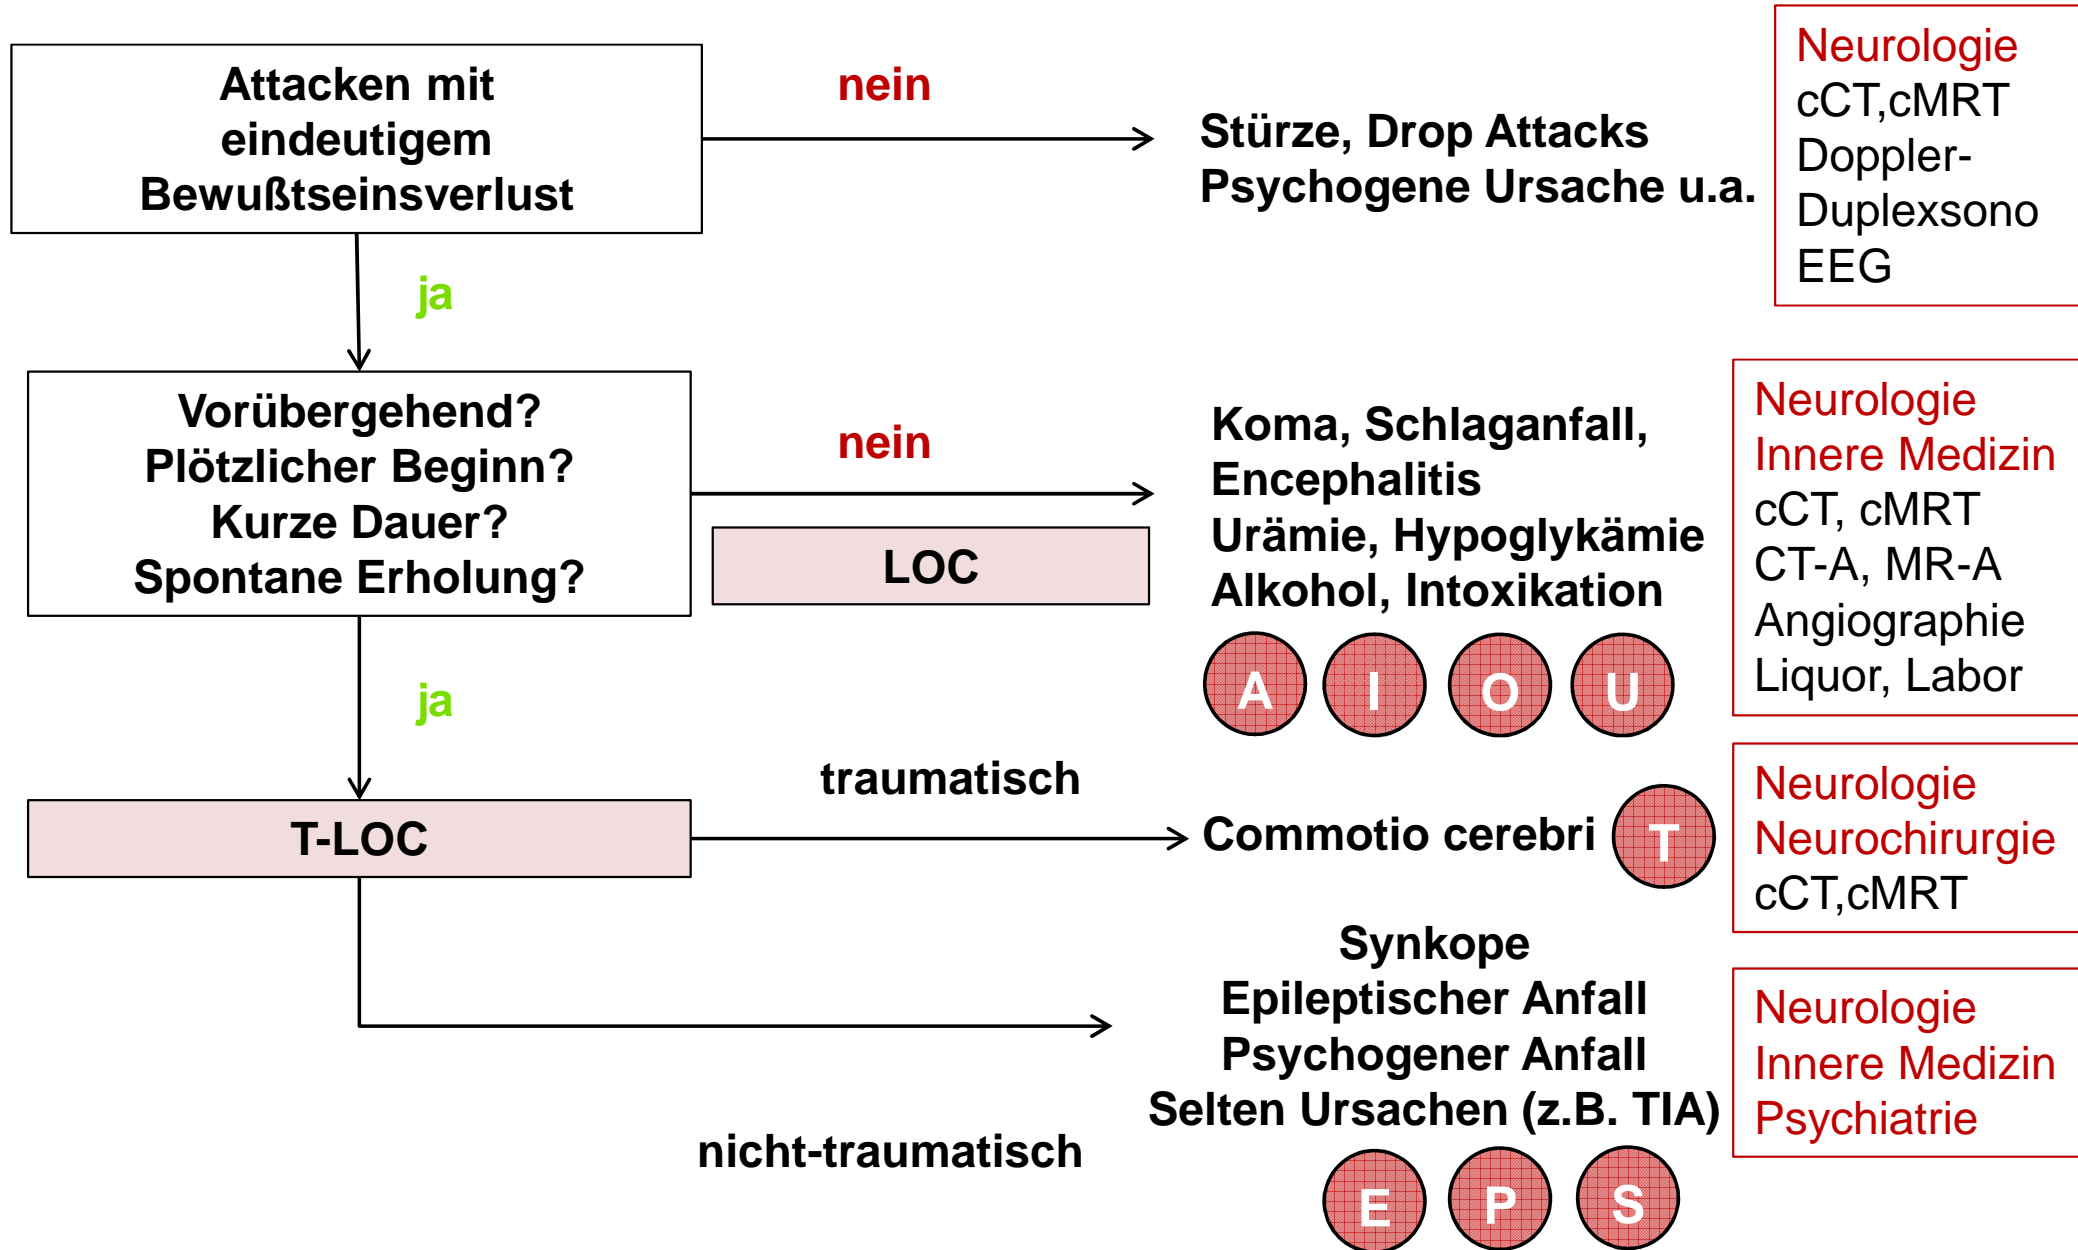 Attacken mit
eindeutigem
Bewußtseinsverlust
nein
Stürze, Drop Attacks
Psychogene Ursache u.a.
Neurologie
cCT,cMRT
Doppler-
Duplexsono
EEG
ja
Vorübergehend?
Plötzlicher Beginn?
Kurze Dauer?
Spontane Erholung?
nein
LOC
Koma, Schlaganfall,
Encephalitis
Urämie, Hypoglykämie
Alkohol, Intoxikation
A I O U
Neurologie
Innere Medizin
cCT, cMRT
CT-A, MR-A
Angiographie
Liquor, Labor
ja
T-LOC
traumatisch
Commotio cerebri T
Neurologie
Neurochirurgie
cCT,cMRT
nicht-traumatisch
Synkope
Epileptischer Anfall
Psychogener Anfall
Selten Ursachen (z.B. TIA)
E P S
Neurologie
Innere Medizin
Psychiatrie